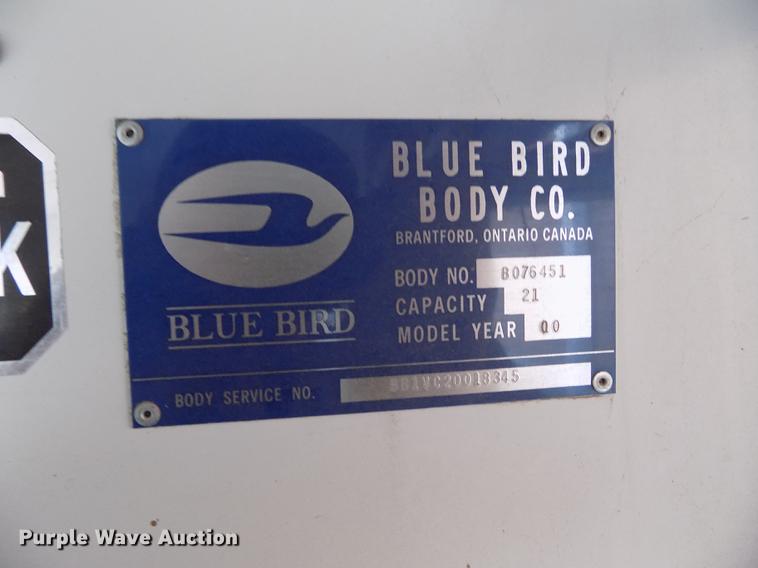 K
BLUE BIRD
BODY CO.
BRANTFORD, ONTARIO CANADA
BODY NO. B076451
CAPACITY 21
MODEL YEAR 00
BLUE BIRD
BODY SERVICE NO.
Purple Wave Auction